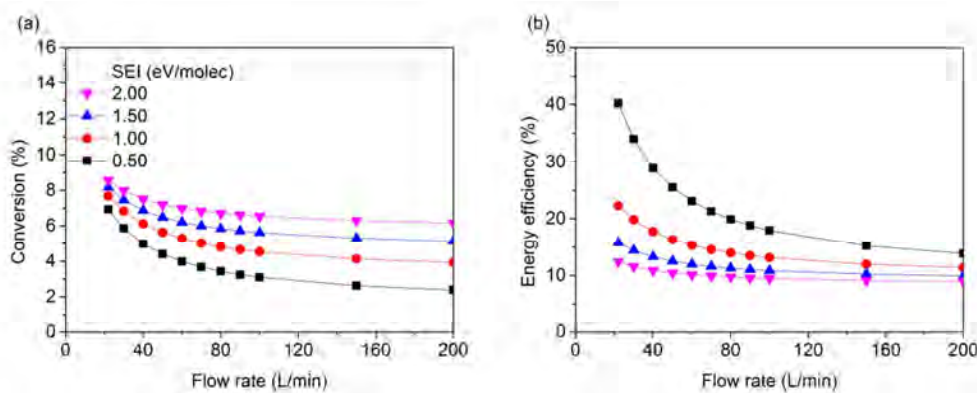 (a)
Conversion (%)
16
14
12
10
8
6
4
2
0
SEI (eV/molec)
2.00
1.50
1.00
0.50
0 40 80 120 160 200
Flow rate (L/min)
(b)
Energy efficiency (%)
50
40
30
20
10
0
0 40 80 120 160 200
Flow rate (L/min)